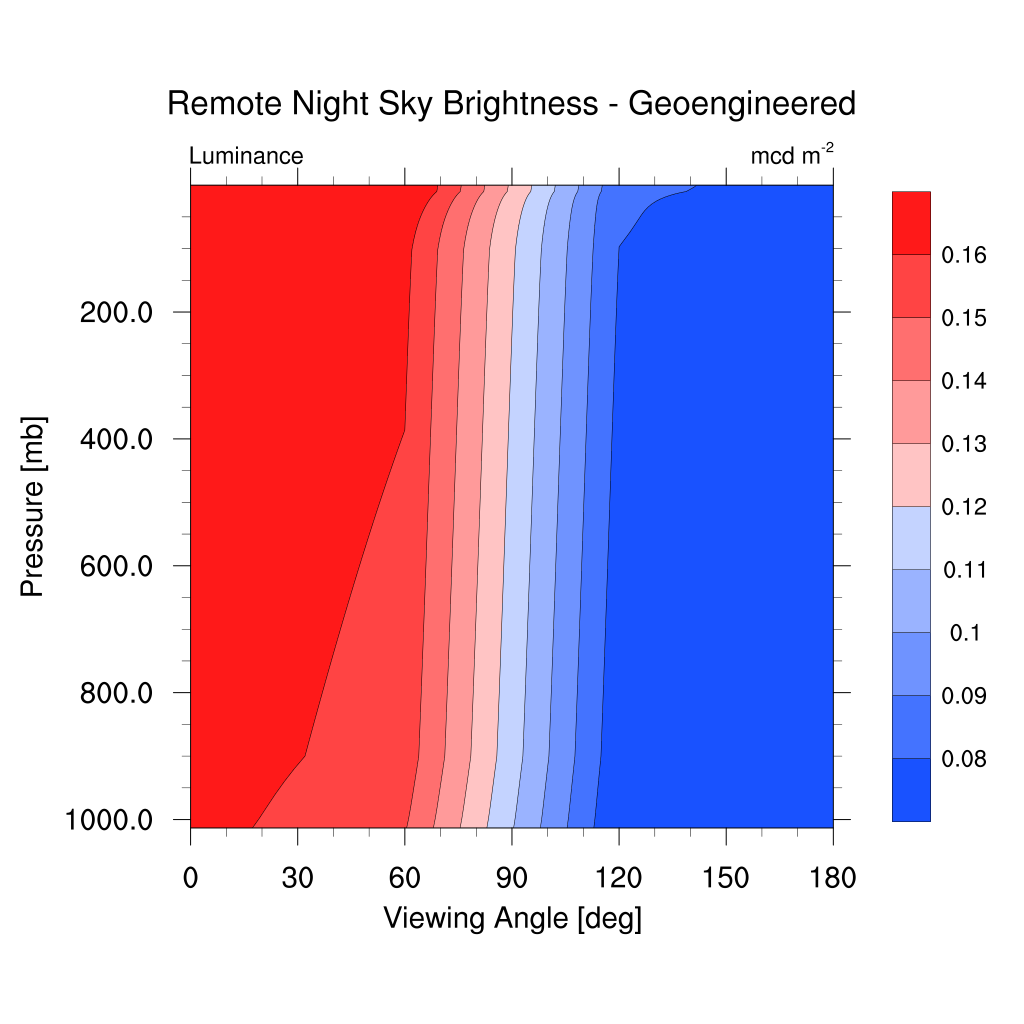 Remote Night Sky Brightness - Geoengineered
Luminance
mcd m-2
0.16
0.15
0.14
0.13
0.12
0.11
0.1
0.09
0.08
200.0
400.0
600.0
800.0
1000.0
Pressure [mb]
0 30 60 90 120 150 180
Viewing Angle [deg]